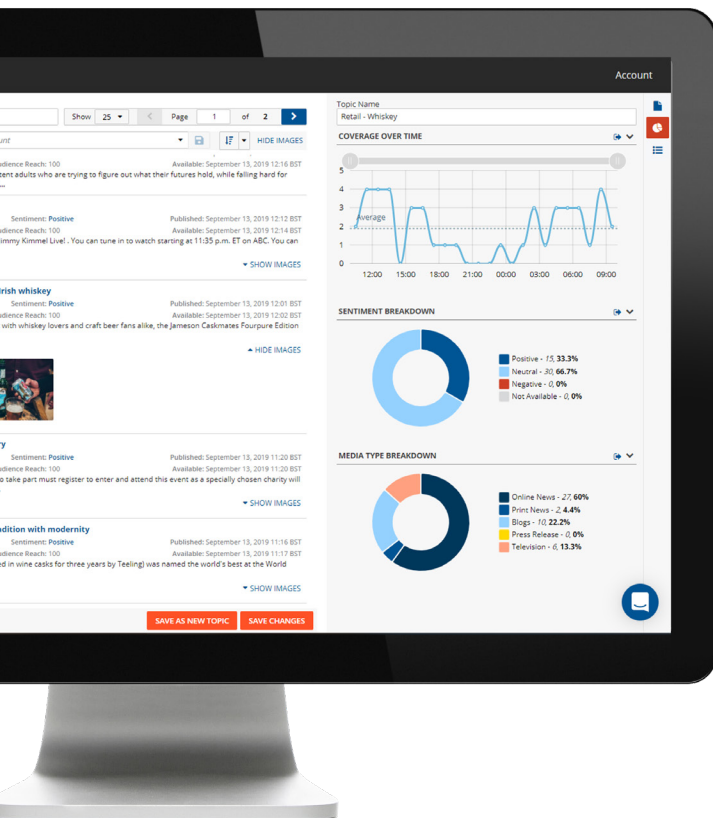 Account
Show 25 Page 1 of 2
HIDE IMAGES
Reach: 100
Available: September 13, 2019 12:16 BST
adults who are trying to figure out what their futures hold, while falling hard for
...
Sentiment: Positive
Published: September 13, 2019 12:12 BST
Reach: 100
Available: September 13, 2019 12:14 BST
Jimmy Kimmel Live! . You can tune in to watch starting at 11:35 p.m. ET on ABC. You can
SHOW IMAGES
Irish whiskey
Sentiment: Positive
Published: September 13, 2019 12:01 BST
Reach: 100
Available: September 13, 2019 12:02 BST
with whiskey lovers and craft beer fans alike, the Jameson Caskmates Fourpure Edition
HIDE IMAGES
Sentiment: Positive
Published: September 13, 2019 11:20 BST
Reach: 100
Available: September 13, 2019 11:20 BST
to take part must register to enter and attend this event as a specially chosen charity will
SHOW IMAGES
with modernity
Sentiment: Positive
Published: September 13, 2019 11:16 BST
Reach: 100
Available: September 13, 2019 11:17 BST
in wine casks for three years by Teeling) was named the world's best at the World
SHOW IMAGES
SAVE AS NEW TOPIC
SAVE CHANGES
Topic Name
Retail - Whiskey
COVERAGE OVER TIME
5
4
3
Average
2
1
0
12:00 15:00 18:00 21:00 00:00 03:00 06:00 09:00
SENTIMENT BREAKDOWN
Positive - 15, 33.3%
Neutral - 30, 66.7%
Negative - 0, 0%
Not Available - 0, 0%
MEDIA TYPE BREAKDOWN
Online News - 27, 60%
Print News - 2, 4.4%
Blogs - 10, 22.2%
Press Release - 0, 0%
Television - 6, 13.3%